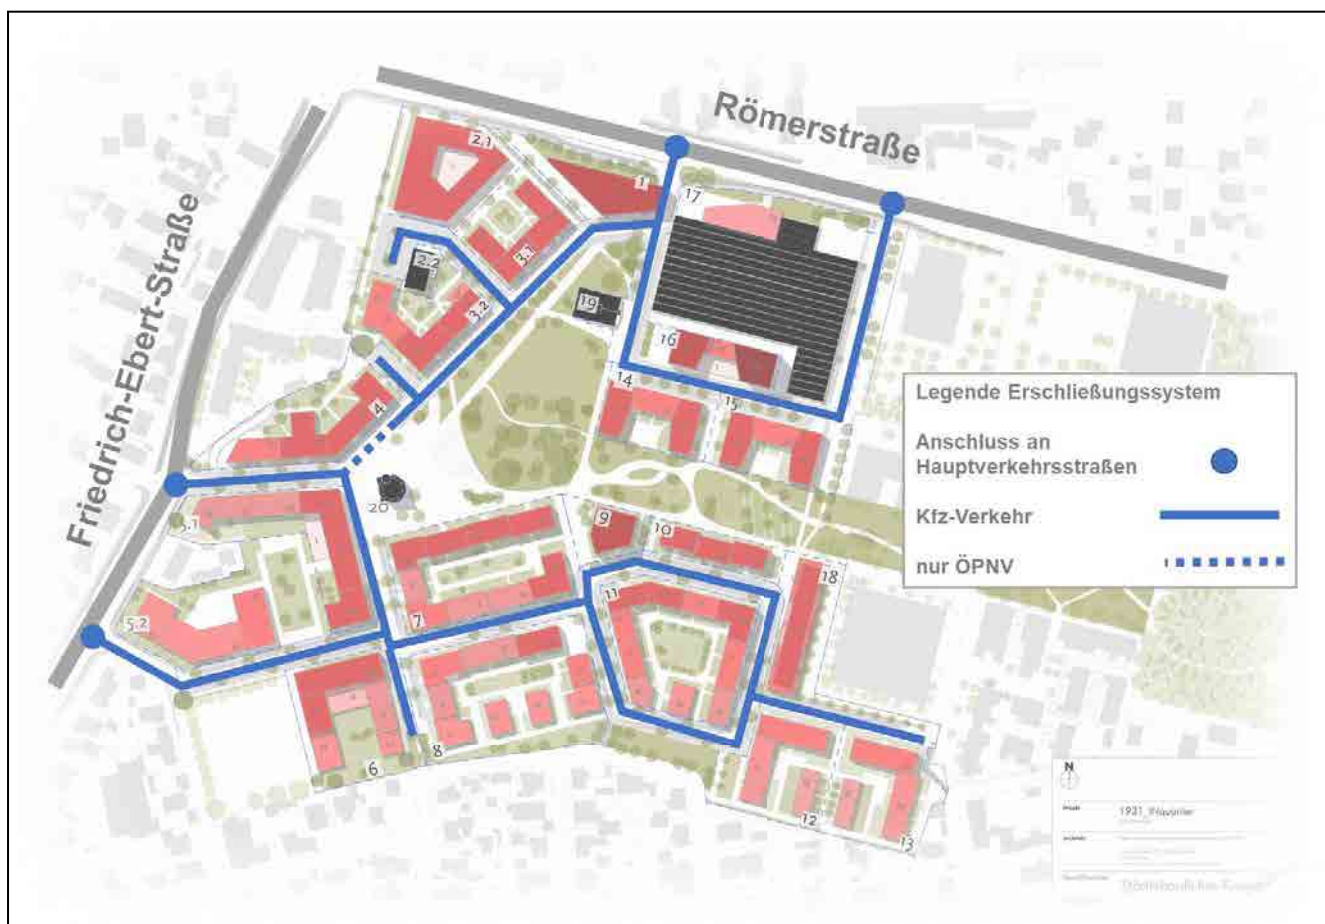 Römerstraße
Friedrich-Ebert-Straße
2.1
1
17
3.1
2.2
19
3.2
16
14
15
4
20
5.1
9
10
18
7
11
5.2
8
6
12
13
Legende Erschließungssystem
Anschluss an
Hauptverkehrsstraßen
Kfz-Verkehr
nur ÖPNV
N